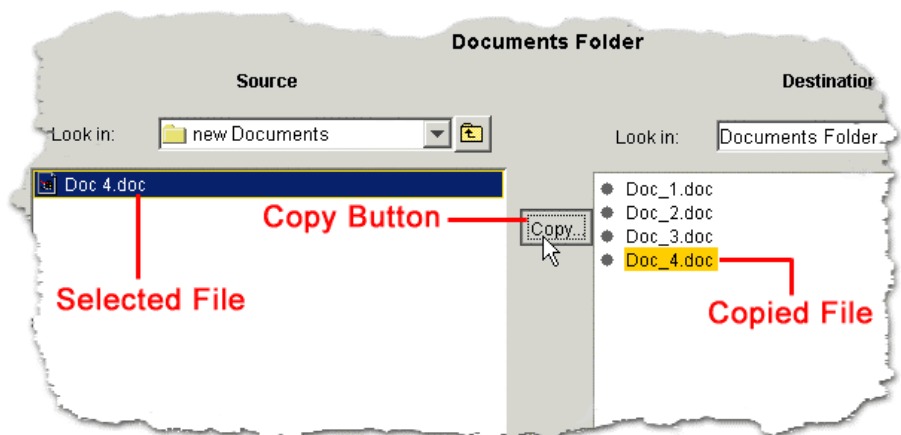 Documents Folder
Source
Destination
Look in:
new Documents
Look in:
Documents Folder
Doc 4.doc
Copy Button
Copy...
Selected File
Doc_1.doc
Doc_2.doc
Doc_3.doc
Doc_4.doc
Copied File